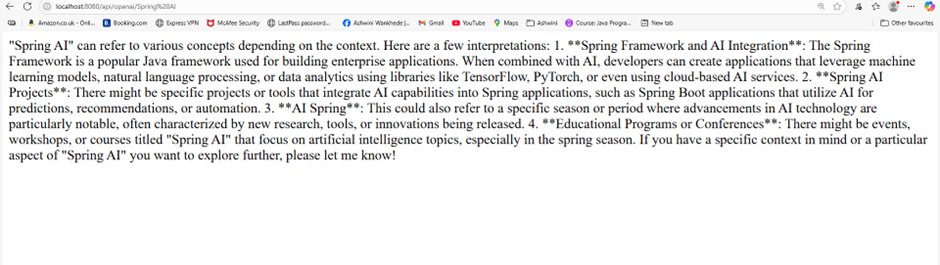 localhost:8080/api/openai/Spring%20AI
Amazon.co.uk - Onli... Booking.com Express VPN McAfee Security LastPass password... Ashwini Wankhede |... Gmail YouTube Maps Ashwini Course: Java Progra... New tab Other favourites
"Spring AI" can refer to various concepts depending on the context. Here are a few interpretations: 1. **Spring Framework and AI Integration**: The Spring
Framework is a popular Java framework used for building enterprise applications. When combined with AI, developers can create applications that leverage machine
learning models, natural language processing, or data analytics using libraries like TensorFlow, PyTorch, or even using cloud-based AI services. 2. **Spring AI
Projects**: There might be specific projects or tools that integrate AI capabilities into Spring applications, such as Spring Boot applications that utilize AI for
predictions, recommendations, or automation. 3. **AI Spring**: This could also refer to a specific season or period where advancements in AI technology are
particularly notable, often characterized by new research, tools, or innovations being released. 4. **Educational Programs or Conferences**: There might be events,
workshops, or courses titled "Spring AI" that focus on artificial intelligence topics, especially in the spring season. If you have a specific context in mind or a particular
aspect of "Spring AI" you want to explore further, please let me know!